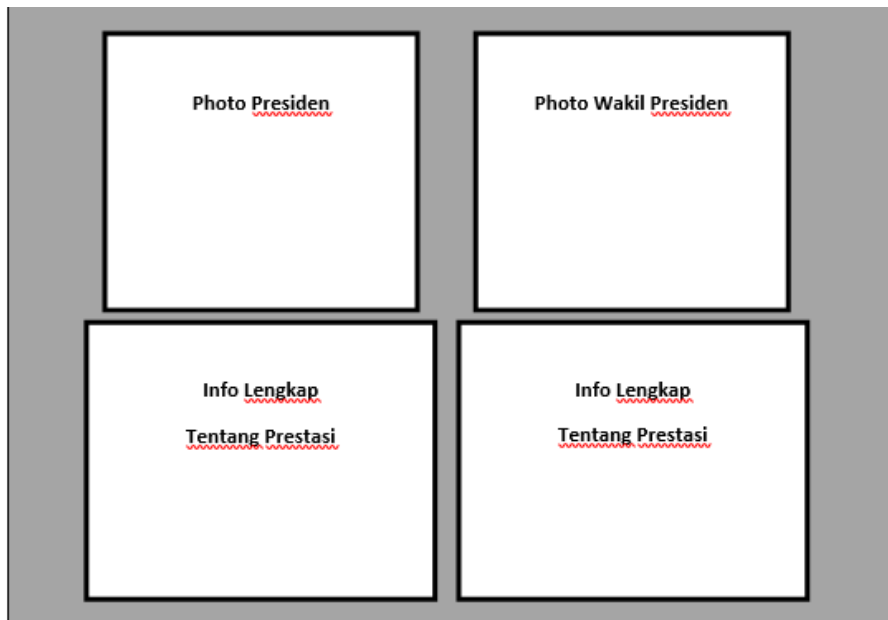 Photo Presiden
Photo Wakil Presiden
Info Lengkap
Tentang Prestasi
Info Lengkap
Tentang Prestasi